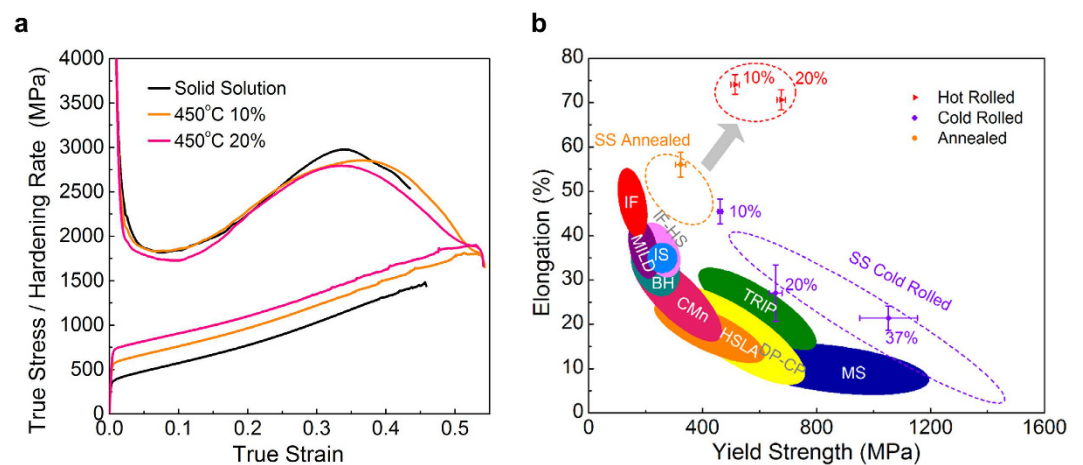 a
True Stress / Hardening Rate (MPa)
4000
3500
3000
2500
2000
1500
1000
500
0
Solid Solution
450°C 10%
450°C 20%
0.0 0.1 0.2 0.3 0.4 0.5
True Strain
b
Elongation (%)
80
70
60
50
40
30
20
10
0
10% 20%
Hot Rolled
Cold Rolled
Annealed
SS Annealed
IF
IF-HS
10%
MILD
IS
BH
SS Cold Rolled
20%
TRIP
CMn
37%
HSLA
DP-CP
MS
0 400 800 1200 1600
Yield Strength (MPa)